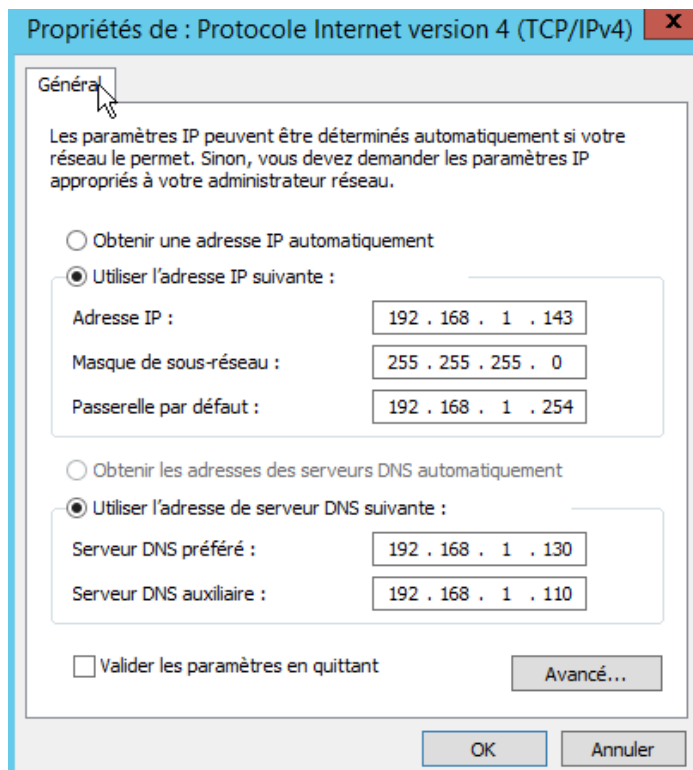 Propriétés de : Protocole Internet version 4 (TCP/IPv4)
x
Général
Les paramètres IP peuvent être déterminés automatiquement si votre
réseau le permet. Sinon, vous devez demander les paramètres IP
appropriés à votre administrateur réseau.
Obtenir une adresse IP automatiquement
Utiliser l'adresse IP suivante :
Adresse IP : 192 . 168 . 1 . 143
Masque de sous-réseau : 255 . 255 . 255 . 0
Passerelle par défaut : 192 . 168 . 1 . 254
Obtenir les adresses des serveurs DNS automatiquement
Utiliser l'adresse de serveur DNS suivante :
Serveur DNS préféré : 192 . 168 . 1 . 130
Serveur DNS auxiliaire : 192 . 168 . 1 . 110
Valider les paramètres en quittant
Avancé...
OK Annuler